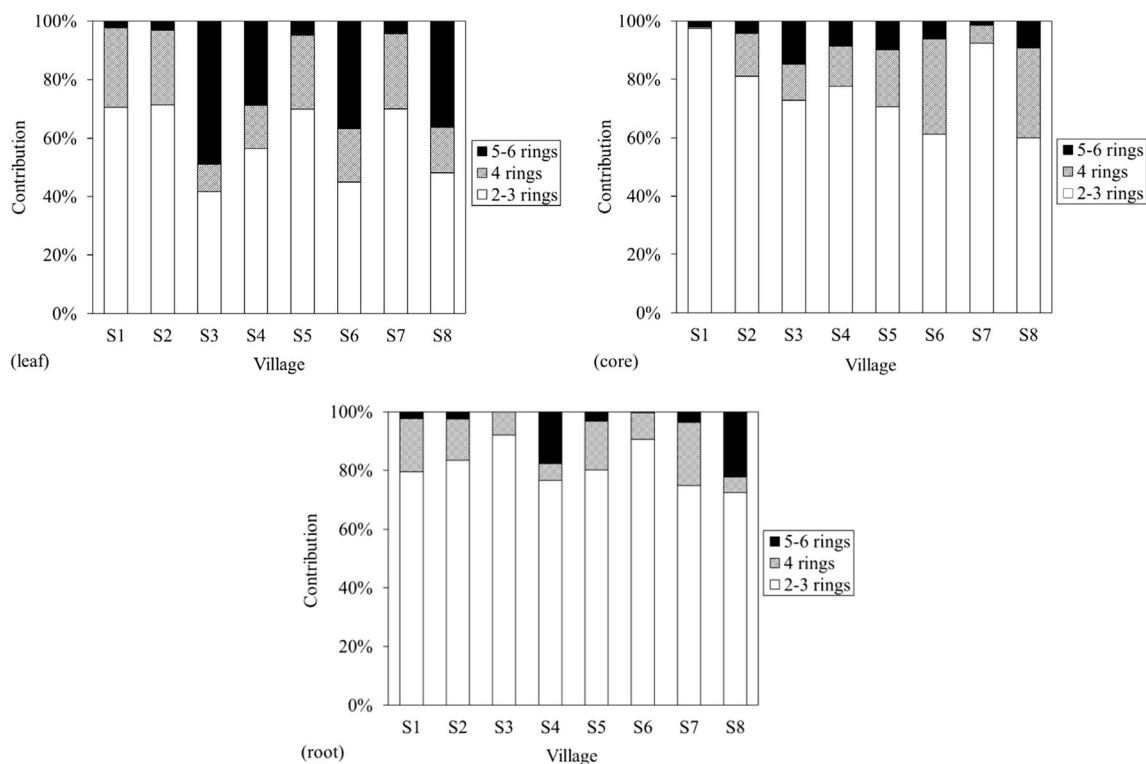 100%
80%
60%
40%
20%
0%
Contribution
S1 S2 S3 S4 S5 S6 S7 S8
Village
(leaf)
5-6 rings
4 rings
2-3 rings
100%
80%
60%
40%
20%
0%
Contribution
S1 S2 S3 S4 S5 S6 S7 S8
Village
(core)
5-6 rings
4 rings
2-3 rings
100%
80%
60%
40%
20%
0%
Contribution
S1 S2 S3 S4 S5 S6 S7 S8
Village
(root)
5-6 rings
4 rings
2-3 rings